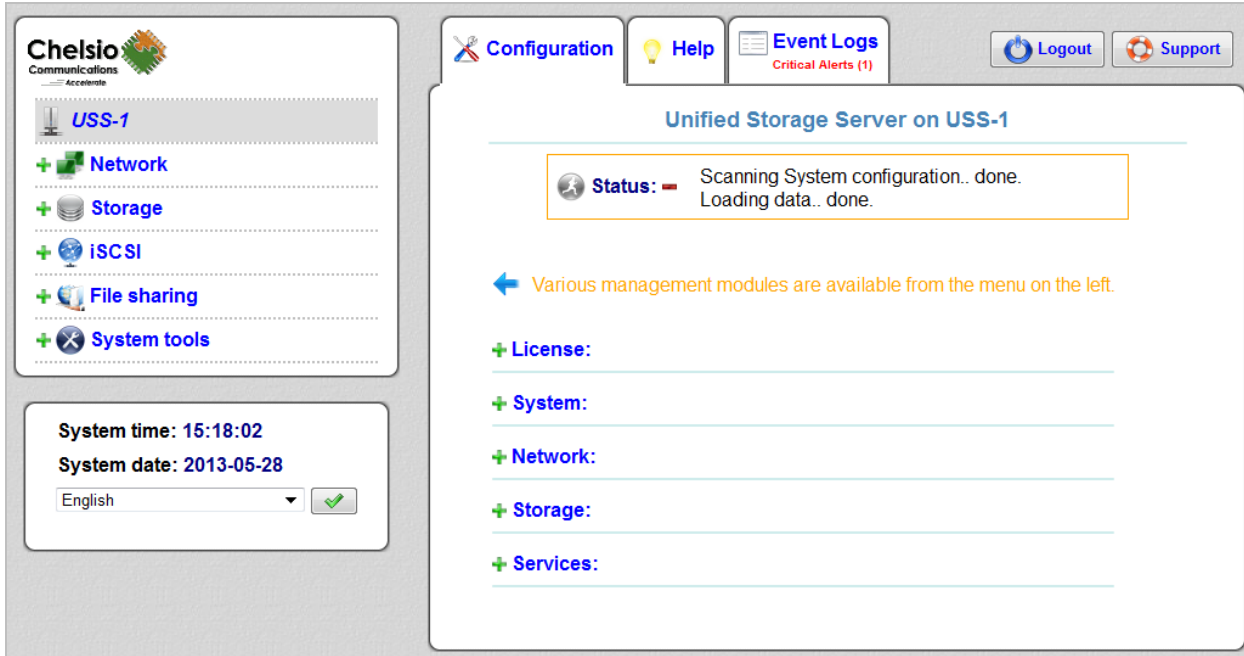 Chelsio
Communications
Accelerate
USS-1
Network
Storage
iSCSI
File sharing
System tools
System time: 15:18:02
System date: 2013-05-28
English
Configuration
Help
Event Logs
Critical Alerts (1)
Logout
Support
Unified Storage Server on USS-1
Status:
Scanning System configuration.. done.
Loading data.. done.
Various management modules are available from the menu on the left.
License:
System:
Network:
Storage:
Services: